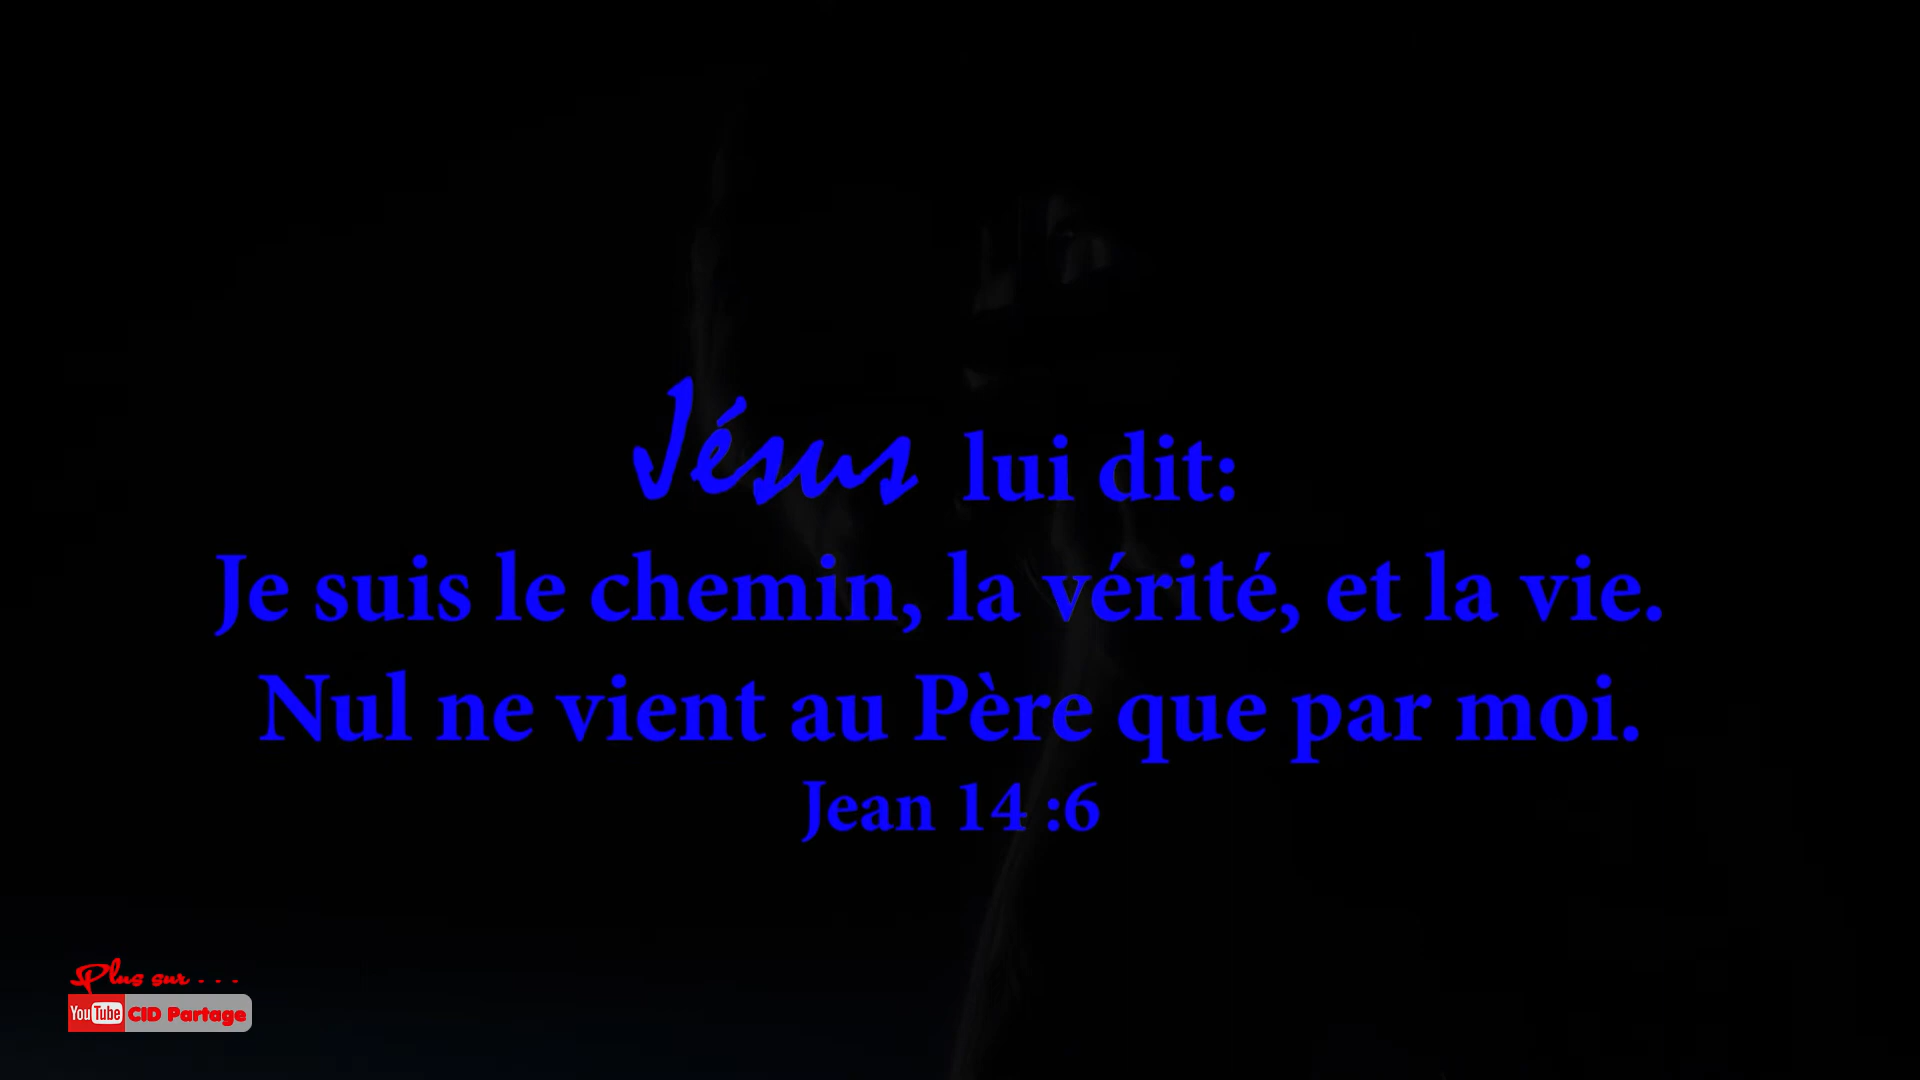 Jésus lui dit:
Je suis le chemin, la vérité, et la vie.
Nul ne vient au Père que par moi.
Jean 14 :6
Plus sur - - -
YouTube CID Partage